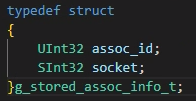 typedef struct
{
    UInt32 assoc_id;
    SInt32 socket;
}g_stored_assoc_info_t;